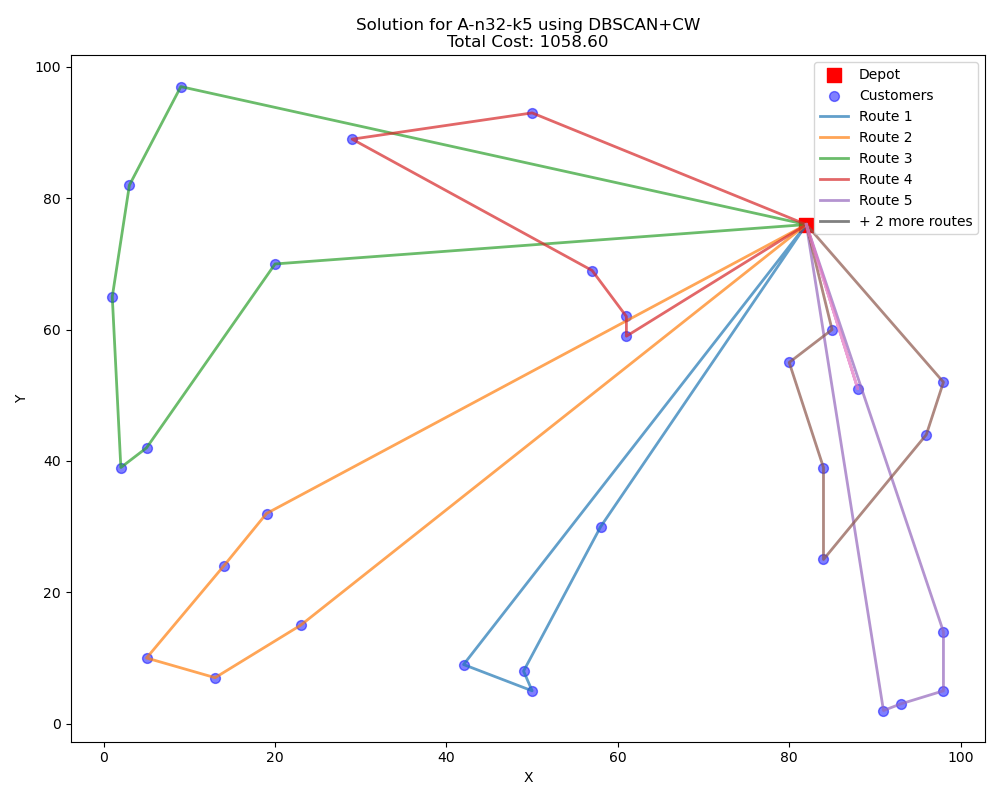 Solution for A-n32-k5 using DBSCAN+CW
Total Cost: 1058.60
Depot
Customers
Route 1
Route 2
Route 3
Route 4
Route 5
+ 2 more routes
100
80
60
40
20
0
Y
0 20 40 60 80 100
X